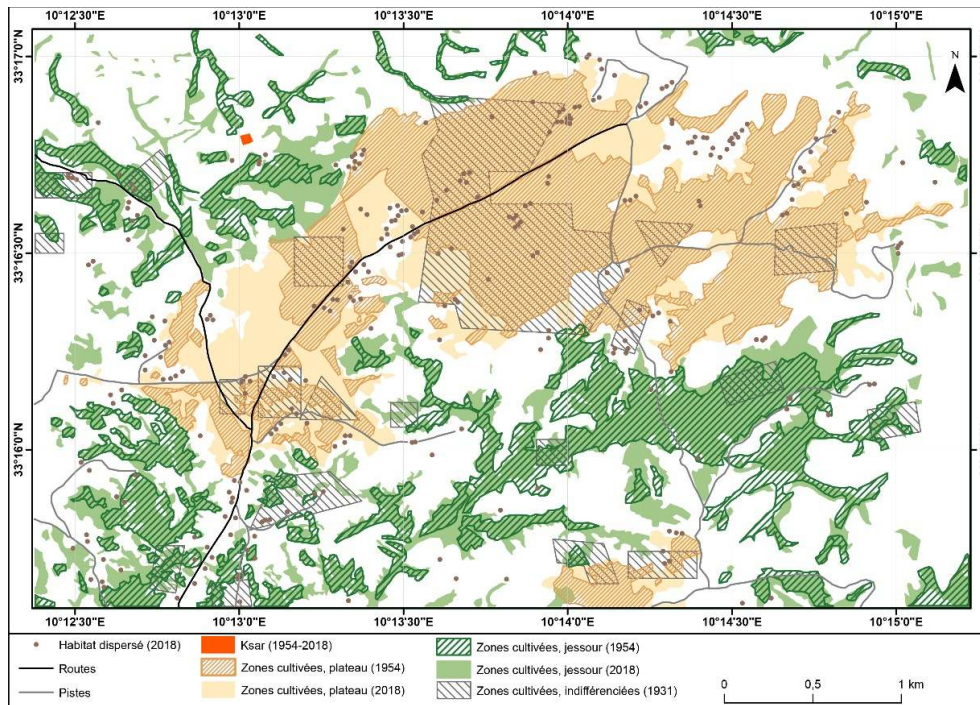 10°12'30"E 10°13'0"E 10°13'30"E 10°14'0"E 10°14'30"E 10°15'0"E
33°17'0"N
N
33°16'30"N
33°16'0"N
10°12'30"E 10°13'0"E 10°13'30"E 10°14'0"E 10°14'30"E 10°15'0"E
Habitat dispersé (2018)
Routes
Pistes
Ksar (1954-2018)
Zones cultivées, plateau (1954)
Zones cultivées, plateau (2018)
Zones cultivées, jessour (1954)
Zones cultivées, jessour (2018)
Zones cultivées, indifférenciées (1931)
0 0,5 1 km